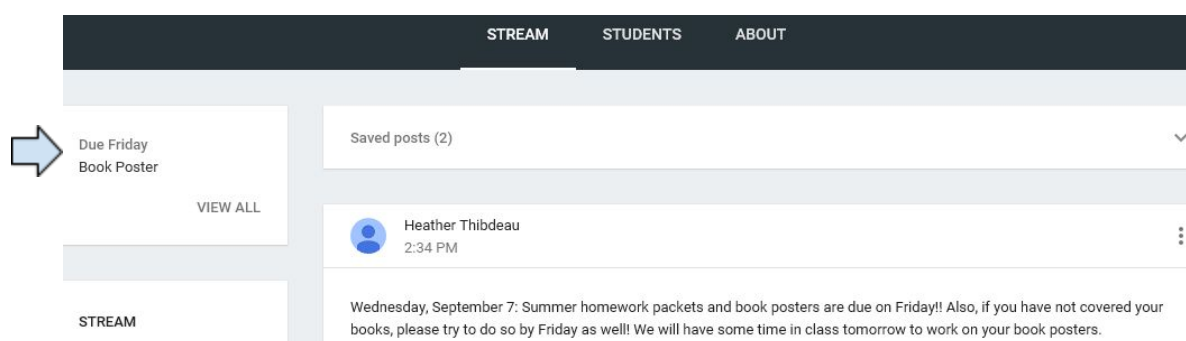 STREAM STUDENTS ABOUT
Due Friday
Book Poster
VIEW ALL
STREAM
Saved posts (2)
Heather Thibdeau
2:34 PM
Wednesday, September 7: Summer homework packets and book posters are due on Friday!! Also, if you have not covered your
books, please try to do so by Friday as well! We will have some time in class tomorrow to work on your book posters.